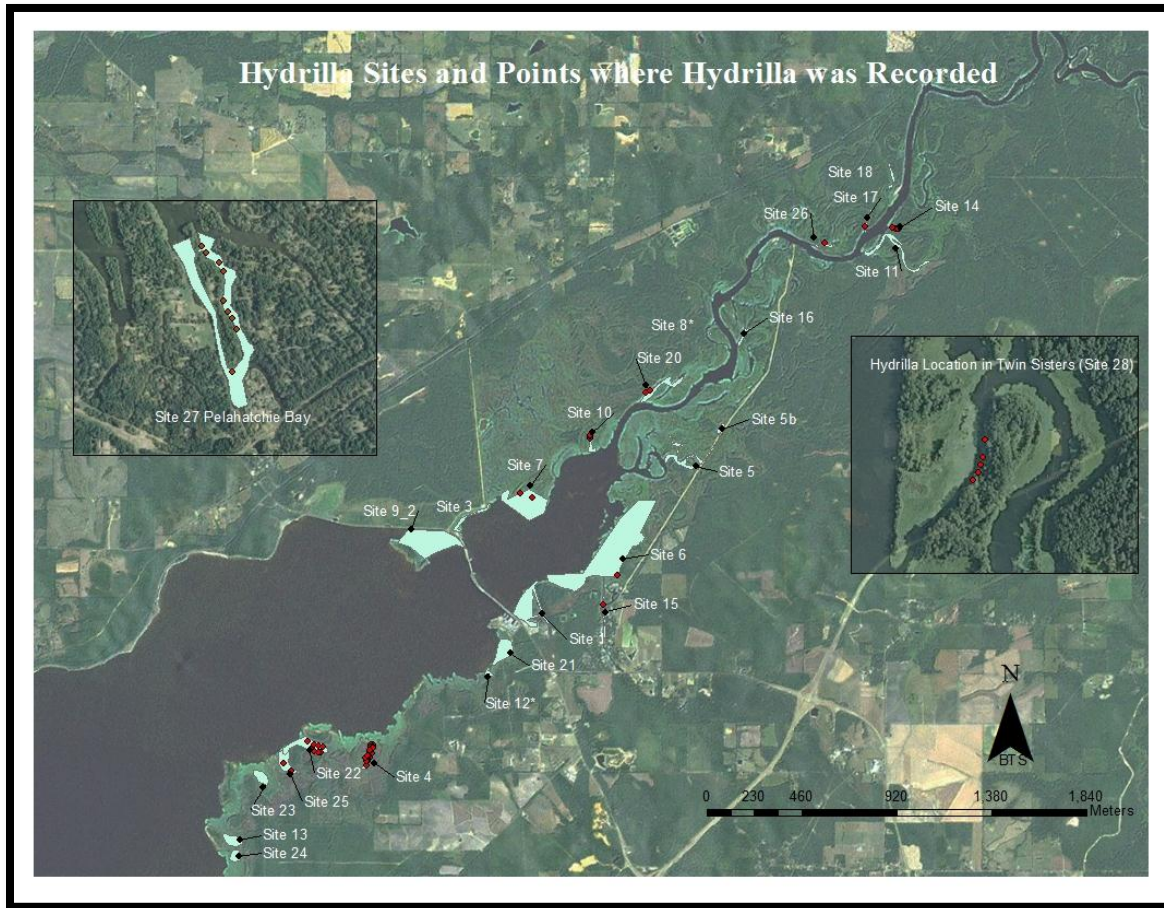 Hydrilla Sites and Points where Hydrilla was Recorded
Site 18
Site 17
Site 14
Site 26
Site 11
Site 16
Site 8*
Hydrilla Location in Twin Sisters (Site 28)
Site 20
Site 27 Pelahatchie Bay
Site 10
Site 5b
Site 7
Site 5
Site 3
Site 9_2
Site 6
Site 15
Site 1
Site 21
Site 12*
N
BTS
Site 22
Site 4
Site 25
Site 23
0 230 460 920 1,380 1,840
Meters
Site 13
Site 24